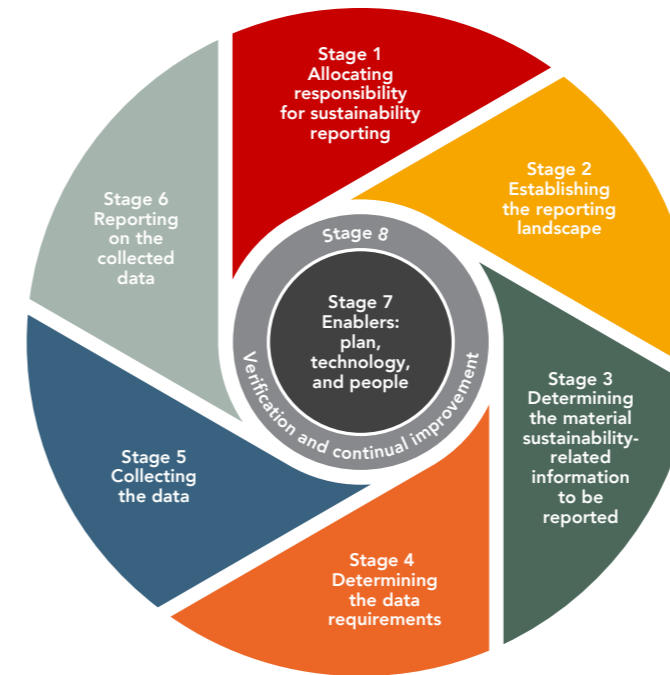 Stage 1
Allocating
responsibility
for sustainability
reporting
Stage 2
Establishing
the reporting
landscape
Stage 3
Determining
the material
sustainability-
related
information
to be
reported
Stage 4
Determining
the data
requirements
Stage 5
Collecting
the data
Stage 6
Reporting
on the
collected
data
Stage 7
Enablers:
plan,
technology,
and people
Stage 8
Verification and continual improvement